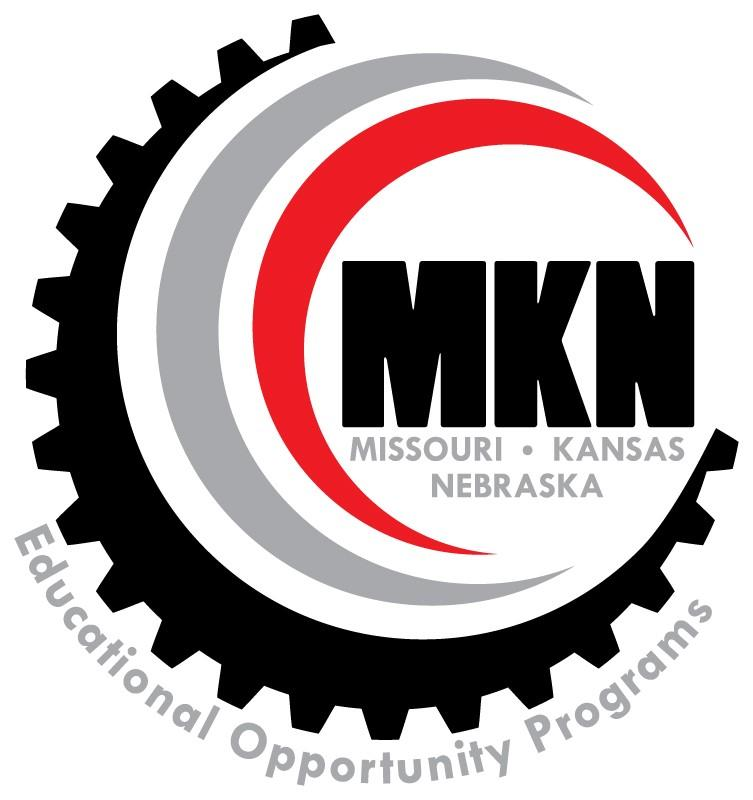 MKN
MISSOURI • KANSAS
NEBRASKA
Educational Opportunity Programs